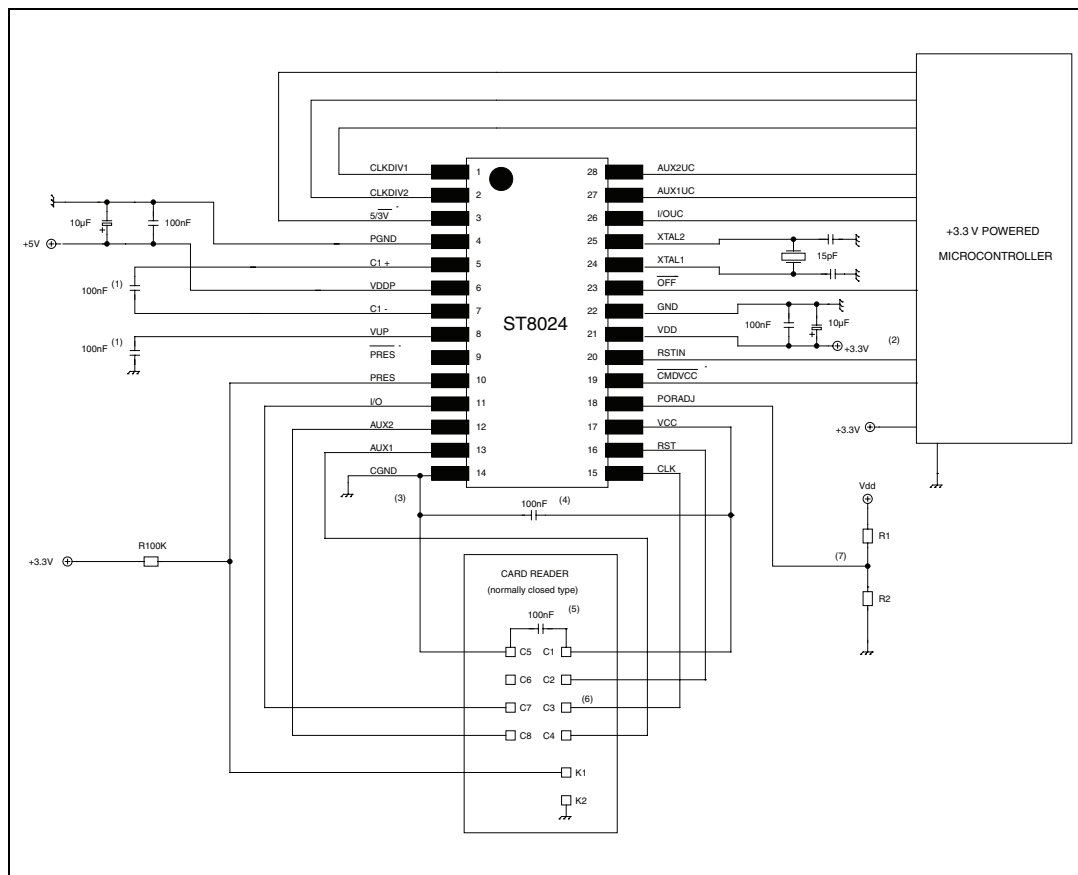 +3.3 V POWERED
MICROCONTROLLER
CLKDIV1 1
CLKDIV2 2
5/3V 3
PGND 4
C1 + 5
VDDP 6
C1 - 7
VUP 8
PRES 9
PRES 10
I/O 11
AUX2 12
AUX1 13
CGND 14
ST8024
28 AUX2UC
27 AUX1UC
26 I/OUC
25 XTAL2
24 XTAL1
23 OFF
22 GND
21 VDD
20 RSTIN
19 CMDVCC
18 PORADJ
17 VCC
16 RST
15 CLK
10µF
+
100nF
+5V
100nF (1)
100nF (1)
15pF
100nF
10µF
+
+3.3V
(2)
+3.3V
(3)
100nF (4)
Vdd
R1
(7)
R2
+3.3V
R100K
CARD READER
(normally closed type)
100nF (5)
C5 C1
C6 C2
C7 C3 (6)
C8 C4
K1
K2